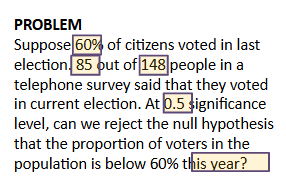 PROBLEM
Suppose 60% of citizens voted in last
election. 85 out of 148 people in a
telephone survey said that they voted
in current election. At 0.5 significance
level, can we reject the null hypothesis
that the proportion of voters in the
population is below 60% this year?